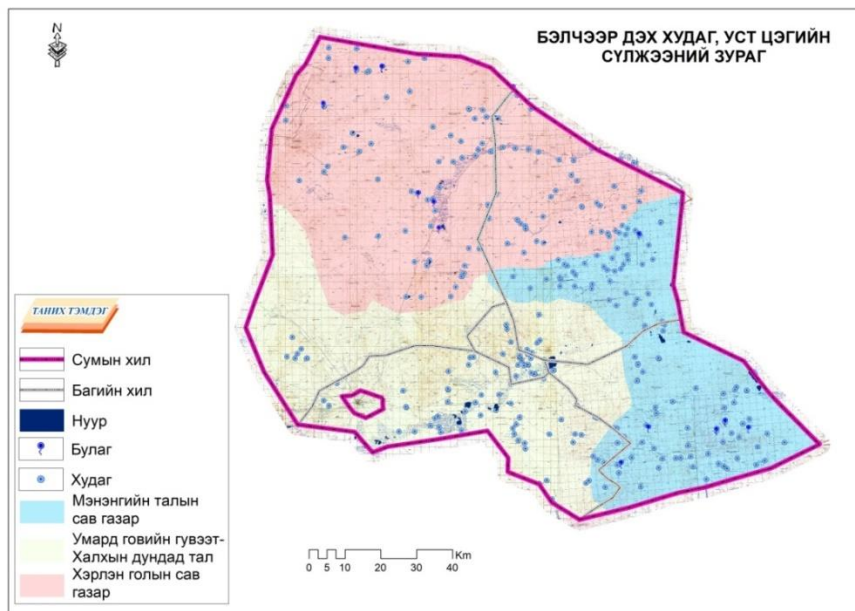 БЭЛЧЭЭР ДЭХ ХУДАГ, УСТ ЦЭГИЙН
СҮЛЖЭЭНИЙ ЗУРАГ
N
ТАНИХ ТЭМДЭГ
Сумын хил
Багийн хил
Нуур
Булаг
Худаг
Мэнэнгийн талын
сав газар
Умард говийн гувээт-
Халхын дундад тал
Хэрлэн голын сав
газар
Km
0 5 10 20 30 40